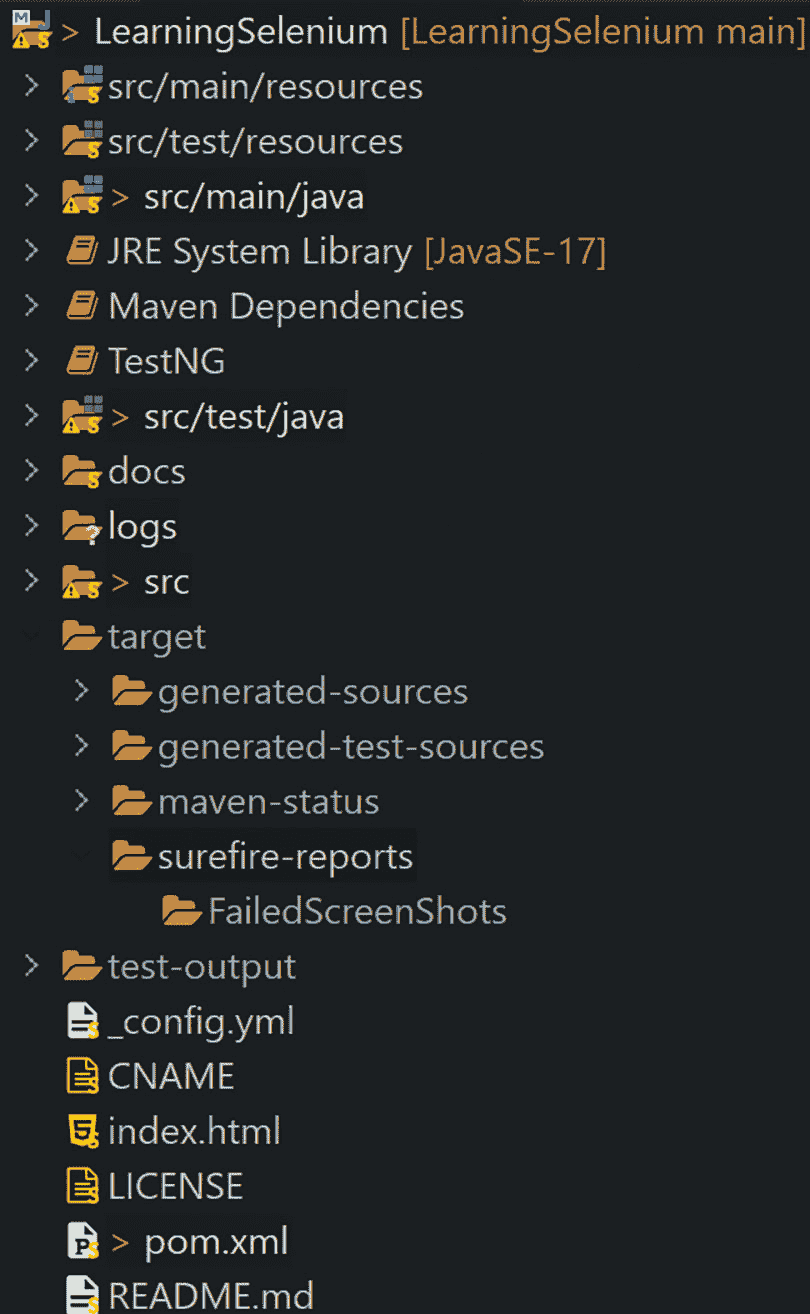 > LearningSelenium [LearningSelenium main]
src/main/resources
src/test/resources
> src/main/java
JRE System Library [JavaSE-17]
Maven Dependencies
TestNG
> src/test/java
docs
logs
> src
target
generated-sources
generated-test-sources
maven-status
surefire-reports
FailedScreenShots
test-output
_config.yml
CNAME
index.html
LICENSE
> pom.xml
README.md